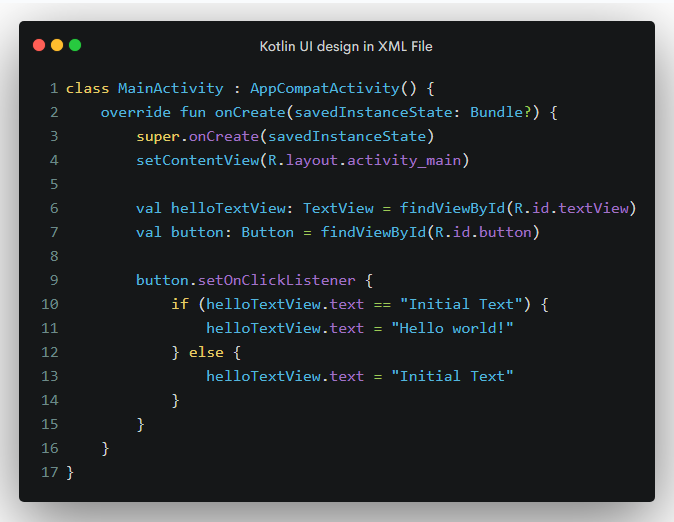 Kotlin UI design in XML File
1 class MainActivity : AppCompatActivity() {
2     override fun onCreate(savedInstanceState: Bundle?) {
3         super.onCreate(savedInstanceState)
4         setContentView(R.layout.activity_main)
5
6         val helloTextView: TextView = findViewById(R.id.textView)
7         val button: Button = findViewById(R.id.button)
8
9         button.setOnClickListener {
10             if (helloTextView.text == "Initial Text") {
11                 helloTextView.text = "Hello world!"
12             } else {
13                 helloTextView.text = "Initial Text"
14             }
15         }
16     }
17 }